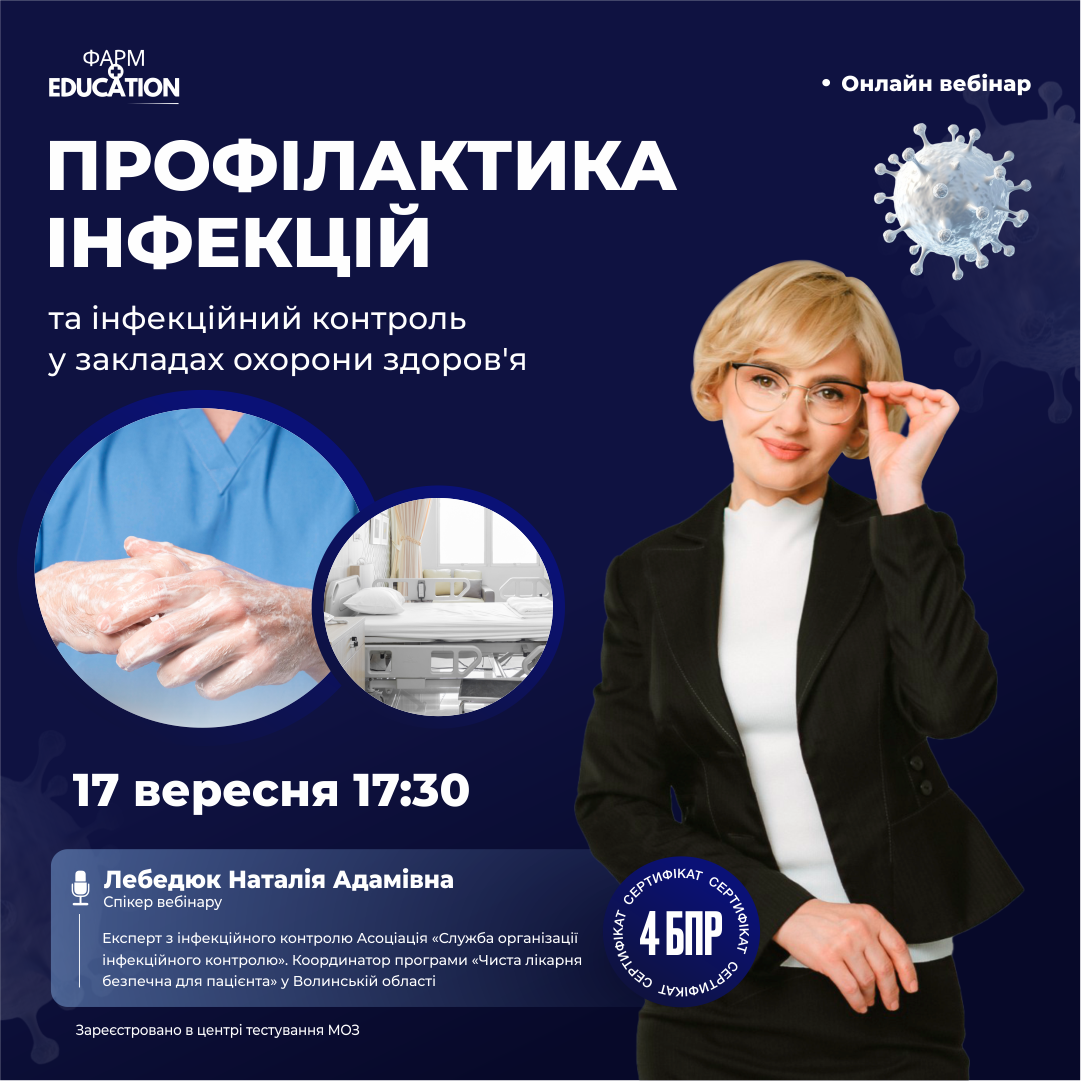 ФАРМ
EDUCATION
• Онлайн вебінар
ПРОФІЛАКТИКА
ІНФЕКЦІЙ
та інфекційний контроль
у закладах охорони здоров'я
17 вересня 17:30
Лебедюк Наталія Адамівна
Спікер вебінару
Експерт з інфекційного контролю Асоціація «Служба організації
інфекційного контролю». Координатор програми «Чиста лікарня
безпечна для пацієнта» у Волинській області
СЕРТИФІКАТ СЕРТИФІКАТ СЕРТИФІКАТ СЕРТИФІКАТ
4 БПР
Зареєстровано в центрі тестування МОЗ